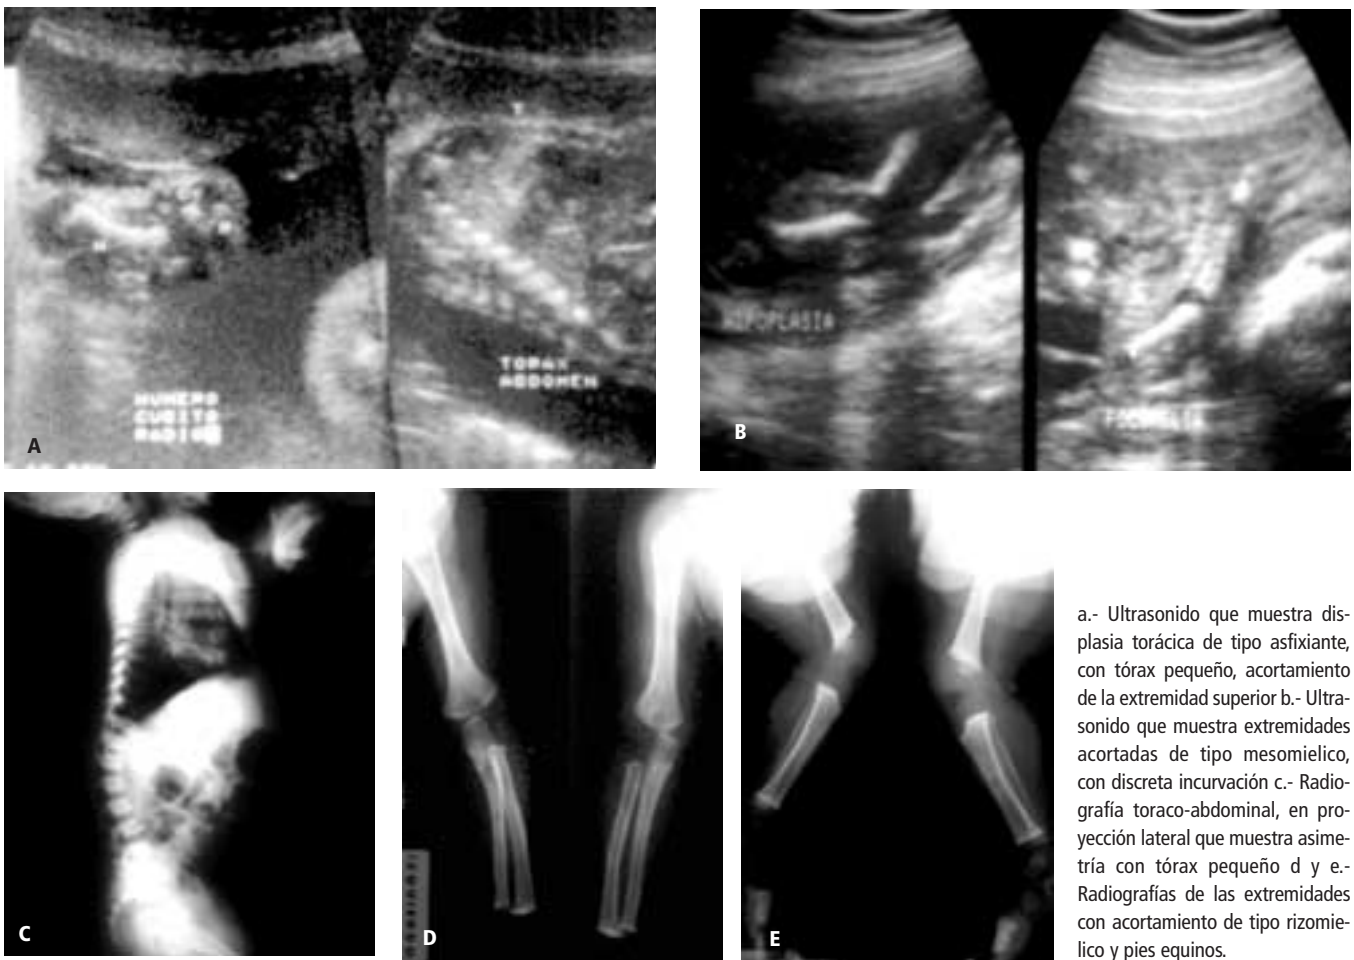 HUMERO
CUBITO
RADIO
TORAX
ABDOMEN
A
HIPOPLASIA
FOCOMELIA
B
C
D
E
a.- Ultrasonido que muestra dis-
plasia torácica de tipo asfixiante,
con tórax pequeño, acortamiento
de la extremidad superior b.- Ultra-
sonido que muestra extremidades
acortadas de tipo mesomielico,
con discreta incurvación c.- Radio-
grafía toraco-abdominal, en pro-
yección lateral que muestra asime-
tría con tórax pequeño d y e.-
Radiografías de las extremidades
con acortamiento de tipo rizomie-
lico y pies equinos.